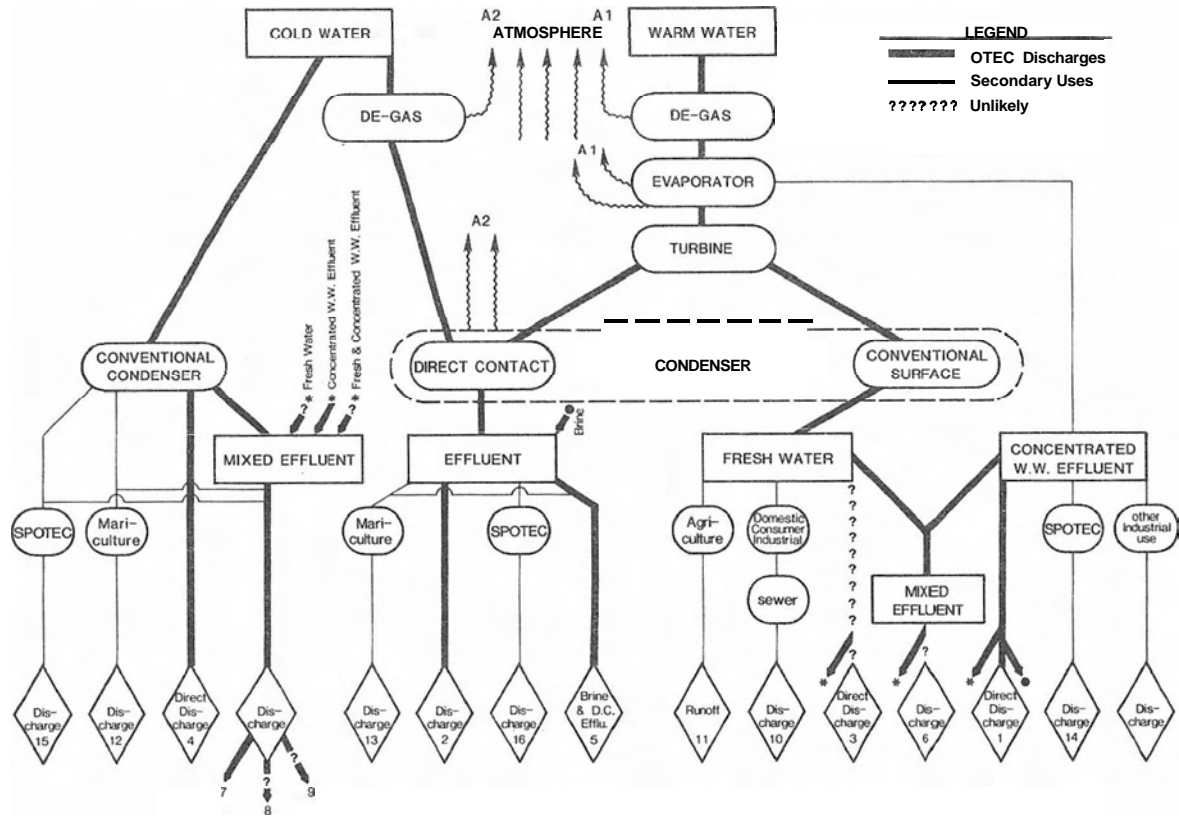 A2
A1
COLD WATER
ATMOSPHERE
WARM WATER
LEGEND
OTEC Discharges
Secondary Uses
??????? Unlikely
DE-GAS
DE-GAS
A1
EVAPORATOR
A2
TURBINE
? * Fresh Water
* Concentrated W.W. Effluent
? * Fresh & Concentrated W.W. Effluent
CONVENTIONAL
CONDENSER
DIRECT CONTACT
CONDENSER
CONVENTIONAL
SURFACE
Brine
MIXED EFFLUENT
EFFLUENT
FRESH WATER
CONCENTRATED
W.W. EFFLUENT
SPOTEC
Mari-
culture
Mari-
culture
SPOTEC
Agri-
culture
Domestic
Consumer
Industrial
?
?
?
?
?
?
?
?
?
?
SPOTEC
other
Industrial
use
sewer
MIXED
EFFLUENT
?
?
*
*
*
Dis-
charge
15
Dis-
charge
12
Direct
Dis-
charge
4
Dis-
charge
Dis-
charge
13
Dis-
charge
2
Dis-
charge
16
Brine
& D.C.
Efflu.
5
Runoff
11
Dis-
charge
10
Direct
Dis-
charge
3
Dis-
charge
6
Direct
Dis-
charge
1
Dis-
charge
14
Dis-
charge
7
?
8
?
9